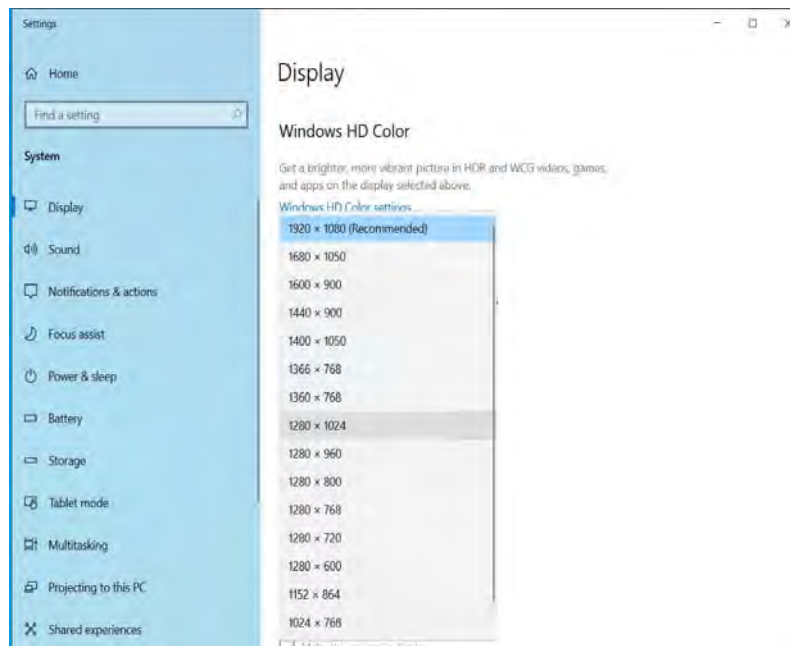 Settings
Home
Find a setting
System
Display
Sound
Notifications & actions
Focus assist
Power & sleep
Battery
Storage
Tablet mode
Multitasking
Projecting to this PC
Shared experiences
Display
Windows HD Color
Get a brighter, more vibrant picture in HDR and WCG videos, games,
and apps on the display selected above.
Windows HD Color settings
1920 × 1080 (Recommended)
1680 × 1050
1600 × 900
1440 × 900
1400 × 1050
1366 × 768
1360 × 768
1280 × 1024
1280 × 960
1280 × 800
1280 × 768
1280 × 720
1280 × 600
1152 × 864
1024 × 768